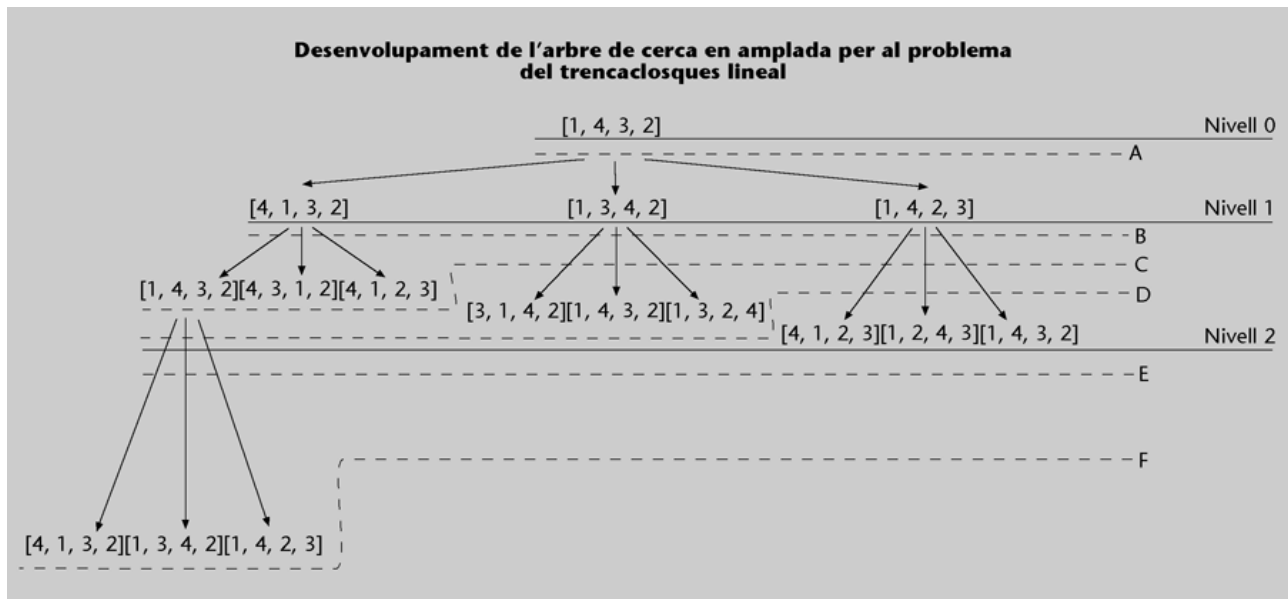 Desenvolupament de l'arbre de cerca en amplada per al problema
del trencaclosques lineal
[1, 4, 3, 2] Nivell 0
A
[4, 1, 3, 2] [1, 3, 4, 2] [1, 4, 2, 3] Nivell 1
B
C
[1, 4, 3, 2][4, 3, 1, 2][4, 1, 2, 3]
D
[3, 1, 4, 2][1, 4, 3, 2][1, 3, 2, 4]
[4, 1, 2, 3][1, 2, 4, 3][1, 4, 3, 2] Nivell 2
E
F
[4, 1, 3, 2][1, 3, 4, 2][1, 4, 2, 3]